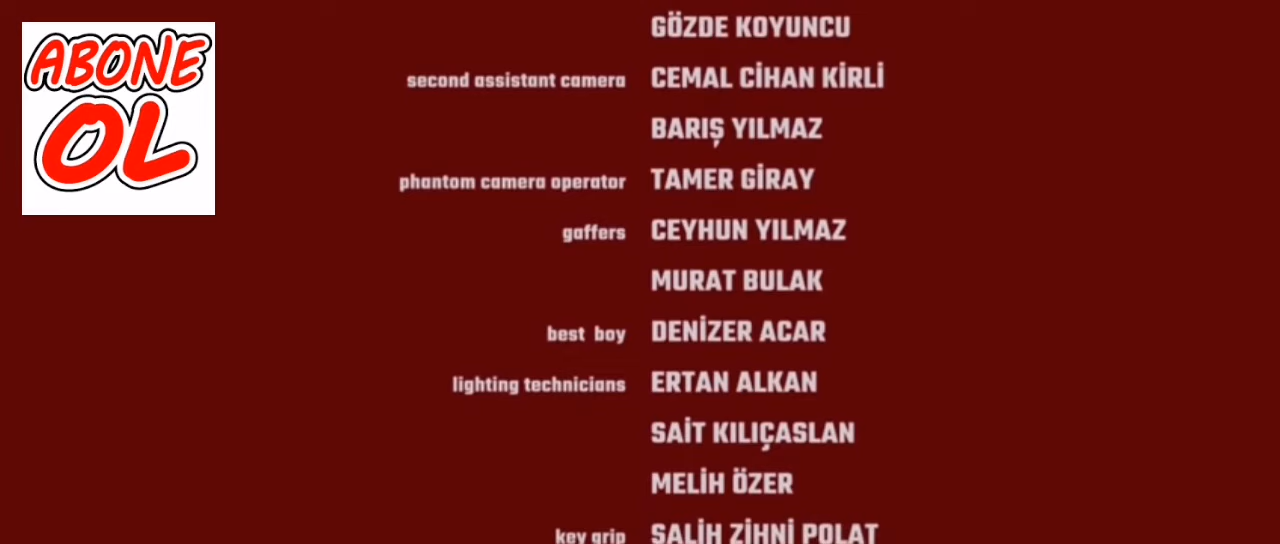 ABONE
OL
GÖZDE KOYUNCU
second assistant camera CEMAL CİHAN KİRLİ
BARIŞ YILMAZ
phantom camera operator TAMER GİRAY
gaffers CEYHUN YILMAZ
MURAT BULAK
best boy DENİZER ACAR
lighting technicians ERTAN ALKAN
SAİT KILIÇASLAN
MELİH ÖZER
key grip SALİH ZİHNİ POLAT